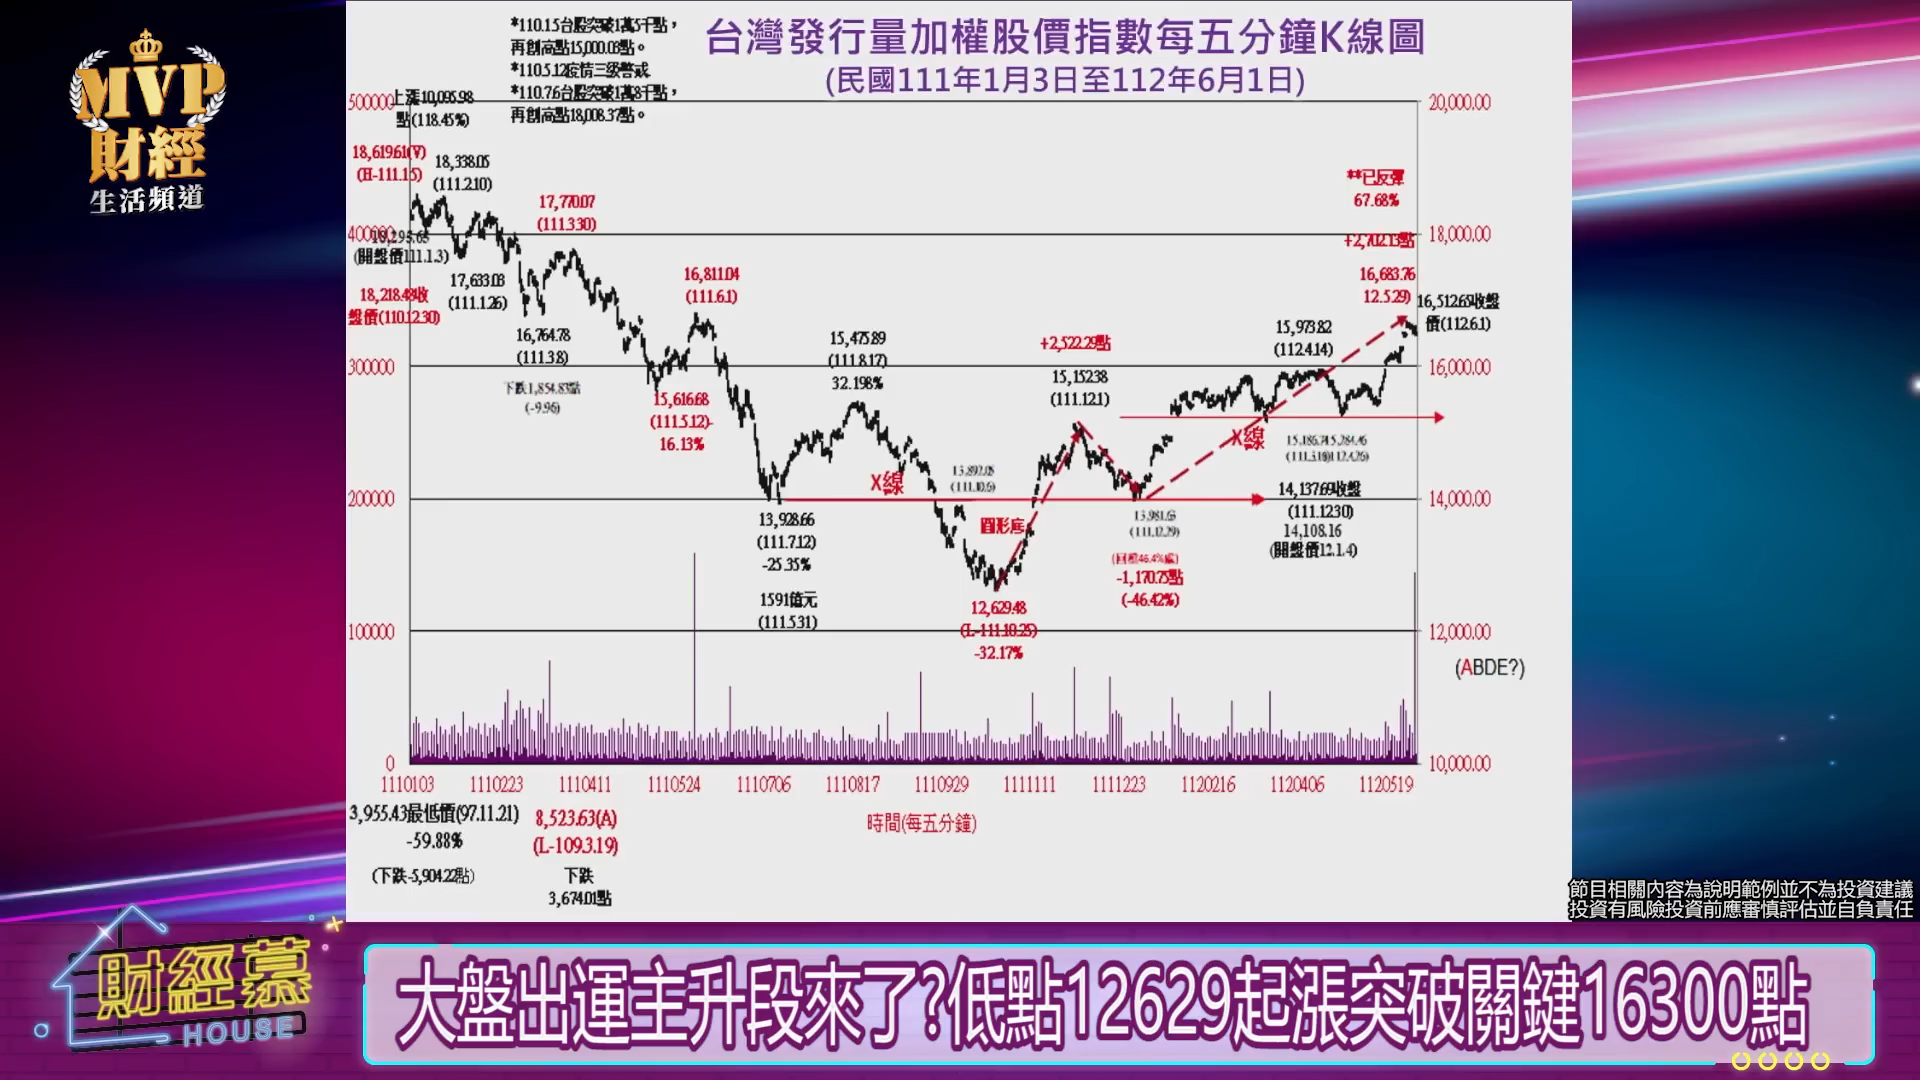 MVP
財經
生活頻道
*110.1.5台股突破1萬5千點，
再創高點15,000.03點。
*110.5.12疫情三級警戒
*110.7.6台股突破1萬8千點，
再創高點18,008.37點。
台灣發行量加權股價指數每五分鐘K線圖
(民國111年1月3日至112年6月1日)
500000
上漲10,095.98
點(118.45%)
20,000.00
18,619.61(V)
(H-111.1.5)
18,338.05
(111.2.10)
17,770.07
(111.3.30)
**已反彈
67.68%
400000
(開盤價111.1.3)
18,000.00
+2,702.13點
17,633.03
(111.1.26)
16,811.04
(111.6.1)
16,683.76
12.5.29)
18,218.48收
盤價(110.12.30)
16,512.65收盤
價(112.6.1)
16,764.78
(111.3.8)
15,475.89
(111.8.17)
32.198%
+2,522.29點
15,973.82
(112.4.14)
300000
16,000.00
下跌1,854.83點
(-9.96)
15,152.38
(111.12.1)
15,616.68
(111.5.12)-
16.13%
X線
X線
13,892.05
(111.10.6)
200000
14,137.69收盤
(111.12.30)
14,000.00
13,928.66
(111.7.12)
-25.35%
圓形底
13,981.63
(111.12.29)
14,108.16
(開盤價12.1.4)
(回檔46.4%處)
-1,170.75點
(-46.42%)
1591億元
(111.5.31)
12,629.48
(L-111.10.25)
-32.17%
100000
12,000.00
(ABDE?)
0
10,000.00
1110103 1110223 1110411 1110524 1110706 1110817 1110929 1111111 1111223 1120216 1120406 1120519
時間(每五分鐘)
3,955.43最低價(97.11.21)
-59.88%
(下跌-5,904.22點)
8,523.63(A)
(L-109.3.19)
下跌
3,674.01點
節目相關內容為說明範例並不為投資建議
投資有風險投資前應審慎評估並自負責任
財經慕
HOUSE
大盤出運主升段來了?低點12629起漲突破關鍵16300點